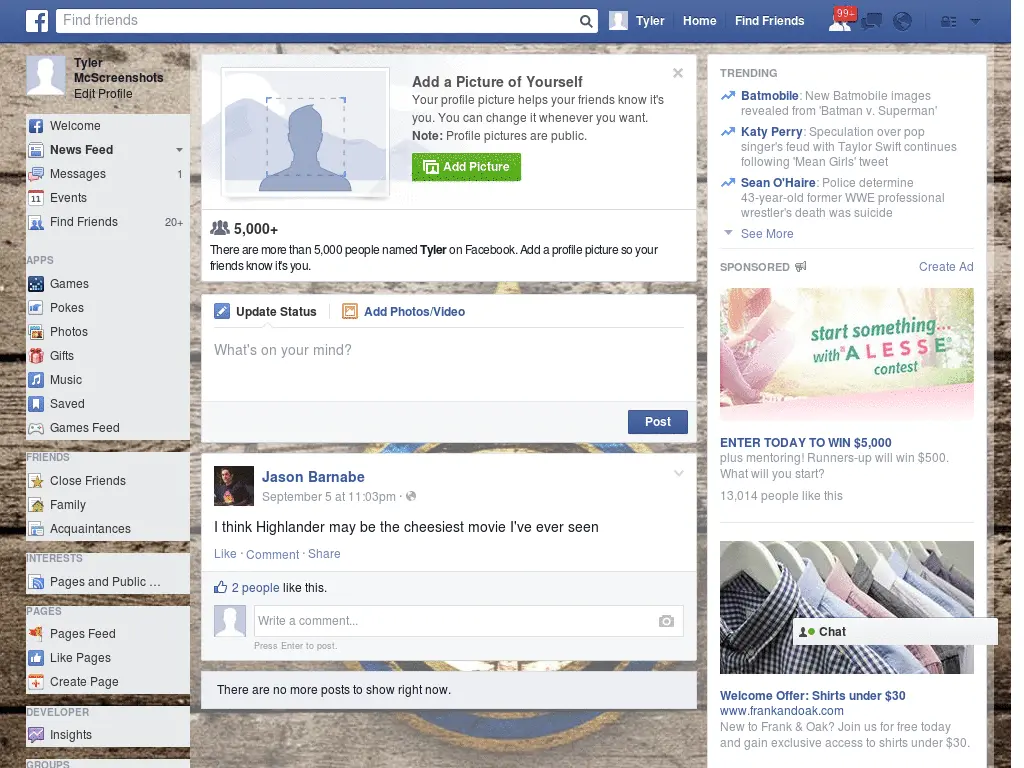 Find friends
Tyler
Home
Find Friends
99+
Tyler
McScreenshots
Edit Profile
Welcome
News Feed
Messages 1
11 Events
Find Friends 20+
APPS
Games
Pokes
Photos
Gifts
Music
Saved
Games Feed
FRIENDS
Close Friends
Family
Acquaintances
INTERESTS
Pages and Public ...
PAGES
Pages Feed
Like Pages
Create Page
DEVELOPER
Insights
GROUPS
Add a Picture of Yourself
Your profile picture helps your friends know it's
you. You can change it whenever you want.
Note: Profile pictures are public.
Add Picture
5,000+
There are more than 5,000 people named Tyler on Facebook. Add a profile picture so your
friends know it's you.
Update Status
Add Photos/Video
What's on your mind?
Post
Jason Barnabe
September 5 at 11:03pm ·
I think Highlander may be the cheesiest movie I've ever seen
Like · Comment · Share
2 people like this.
Write a comment...
Press Enter to post.
There are no more posts to show right now.
TRENDING
Batmobile: New Batmobile images
revealed from 'Batman v. Superman'
Katy Perry: Speculation over pop
singer's feud with Taylor Swift continues
following 'Mean Girls' tweet
Sean O'Haire: Police determine
43-year-old former WWE professional
wrestler's death was suicide
See More
SPONSORED
Create Ad
start something...
with ALESSE®
contest
ENTER TODAY TO WIN $5,000
plus mentoring! Runners-up will win $500.
What will you start?
13,014 people like this
Chat
Welcome Offer: Shirts under $30
www.frankandoak.com
New to Frank & Oak? Join us for free today
and gain exclusive access to shirts under $30.